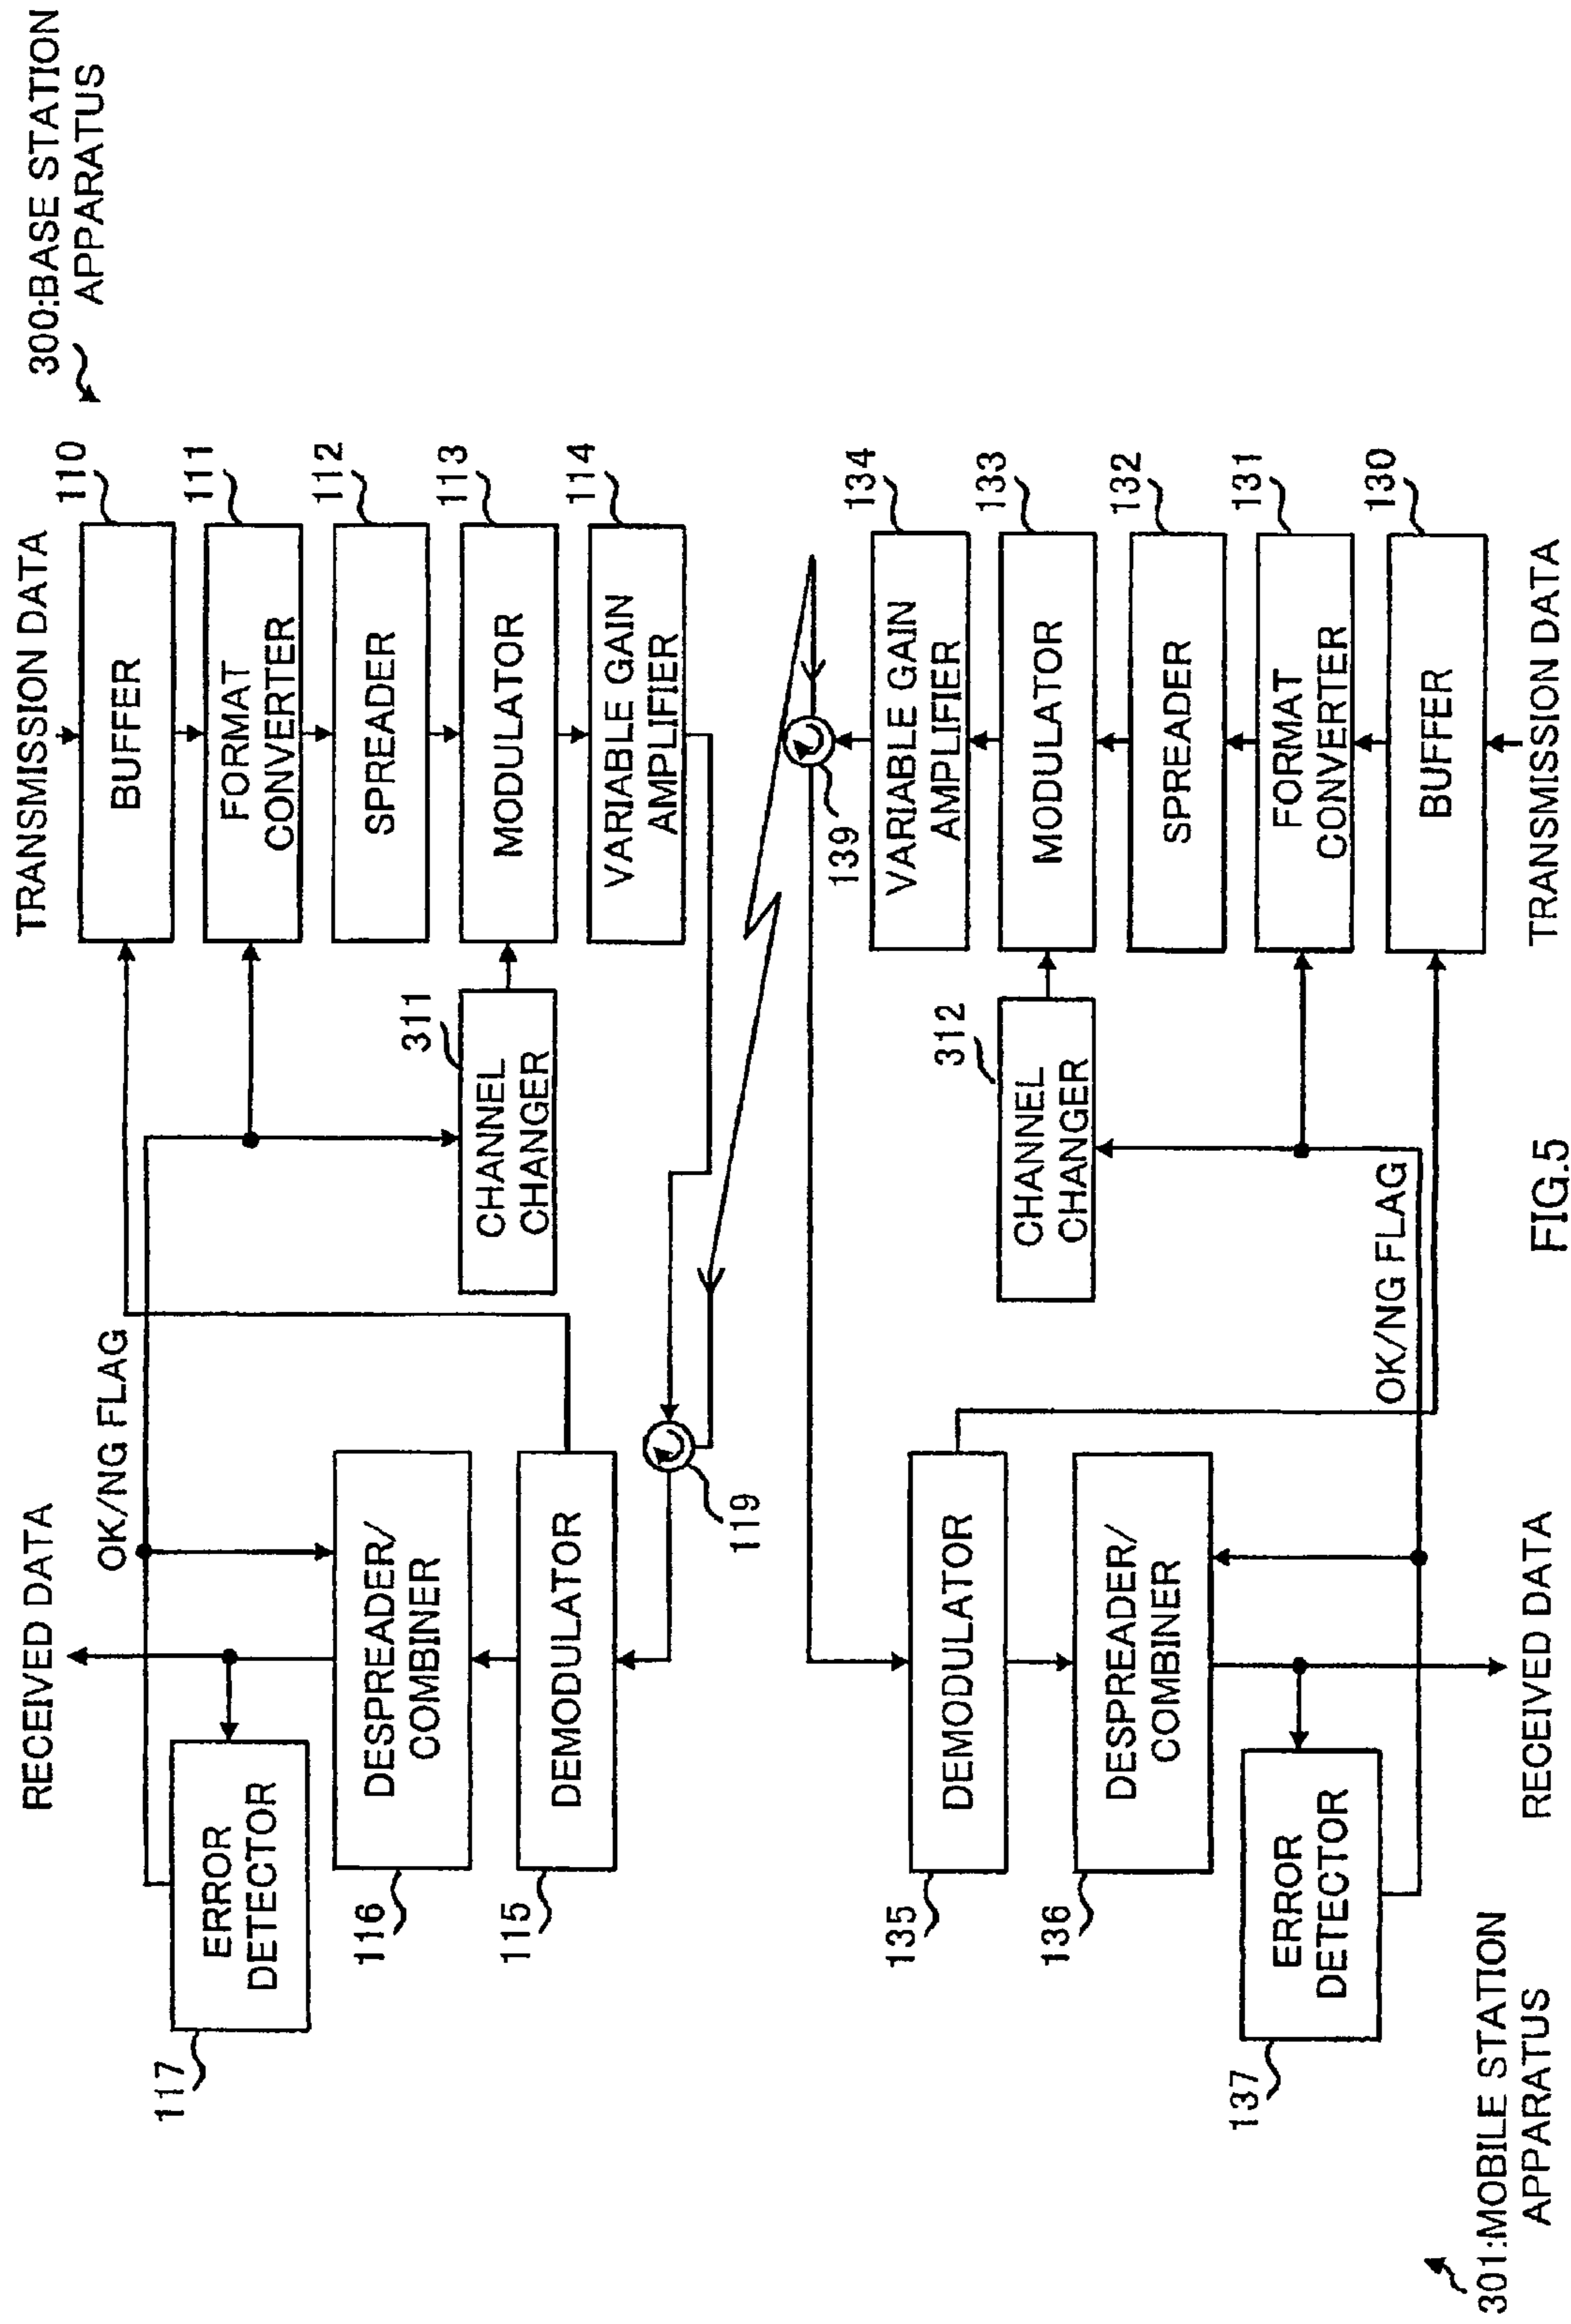 300:BASE STATION
APPARATUS
TRANSMISSION DATA
110
BUFFER
111
FORMAT
CONVERTER
112
SPREADER
113
MODULATOR
114
VARIABLE GAIN
AMPLIFIER
311
CHANNEL
CHANGER
OK/NG FLAG
RECEIVED DATA
ERROR
DETECTOR
117
DESPREADER/
COMBINER
116
DEMODULATOR
115
119
139
134
VARIABLE GAIN
AMPLIFIER
133
MODULATOR
132
SPREADER
131
FORMAT
CONVERTER
130
BUFFER
TRANSMISSION DATA
312
CHANNEL
CHANGER
OK/NG FLAG
DEMODULATOR
135
DESPREADER/
COMBINER
136
ERROR
DETECTOR
137
RECEIVED DATA
301:MOBILE STATION
APPARATUS
FIG.5